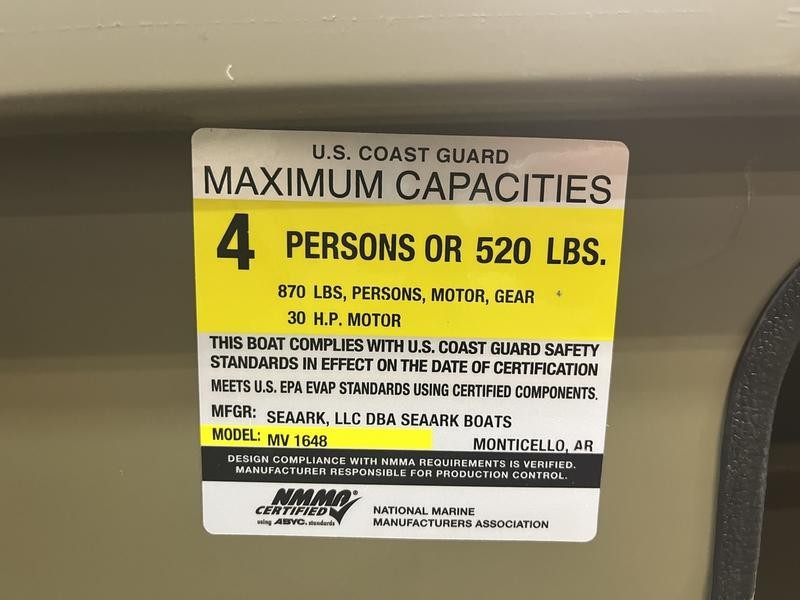 U.S. COAST GUARD
MAXIMUM CAPACITIES
4 PERSONS OR 520 LBS.
870 LBS, PERSONS, MOTOR, GEAR
30 H.P. MOTOR
THIS BOAT COMPLIES WITH U.S. COAST GUARD SAFETY
STANDARDS IN EFFECT ON THE DATE OF CERTIFICATION
MEETS U.S. EPA EVAP STANDARDS USING CERTIFIED COMPONENTS.
MFGR: SEAARK, LLC DBA SEAARK BOATS
MODEL: MV 1648 MONTICELLO, AR
DESIGN COMPLIANCE WITH NMMA REQUIREMENTS IS VERIFIED.
MANUFACTURER RESPONSIBLE FOR PRODUCTION CONTROL.
NMMA®
CERTIFIED
using ABYC. standards
NATIONAL MARINE
MANUFACTURERS ASSOCIATION